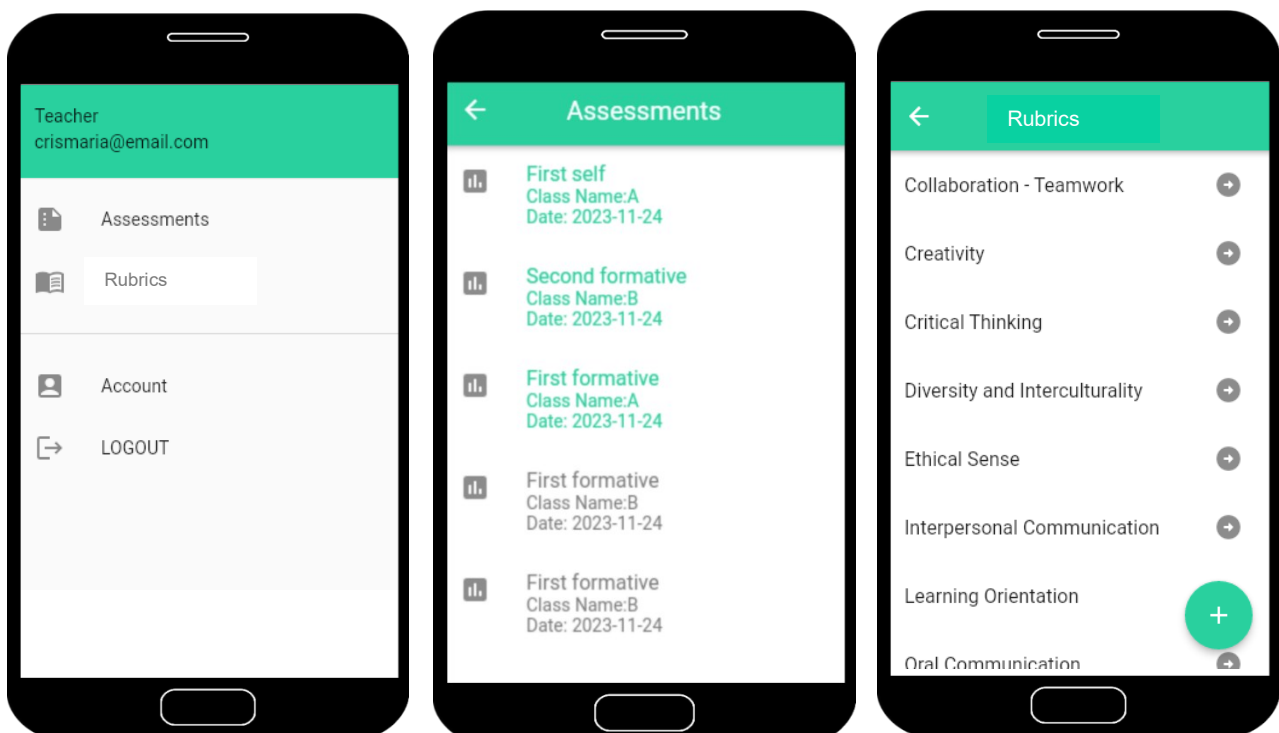 Teacher
crismaria@email.com
Assessments
Rubrics
Account
LOGOUT
Assessments
First self
Class Name:A
Date: 2023-11-24
Second formative
Class Name:B
Date: 2023-11-24
First formative
Class Name:A
Date: 2023-11-24
First formative
Class Name:B
Date: 2023-11-24
First formative
Class Name:B
Date: 2023-11-24
Rubrics
Collaboration - Teamwork
Creativity
Critical Thinking
Diversity and Interculturality
Ethical Sense
Interpersonal Communication
Learning Orientation
Oral Communication